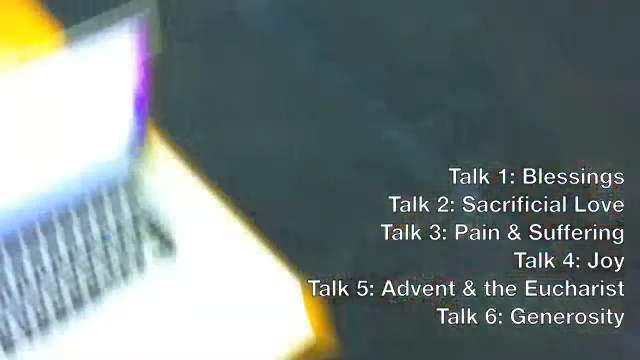 Talk 1: Blessings
Talk 2: Sacrificial Love
Talk 3: Pain & Suffering
Talk 4: Joy
Talk 5: Advent & the Eucharist
Talk 6: Generosity